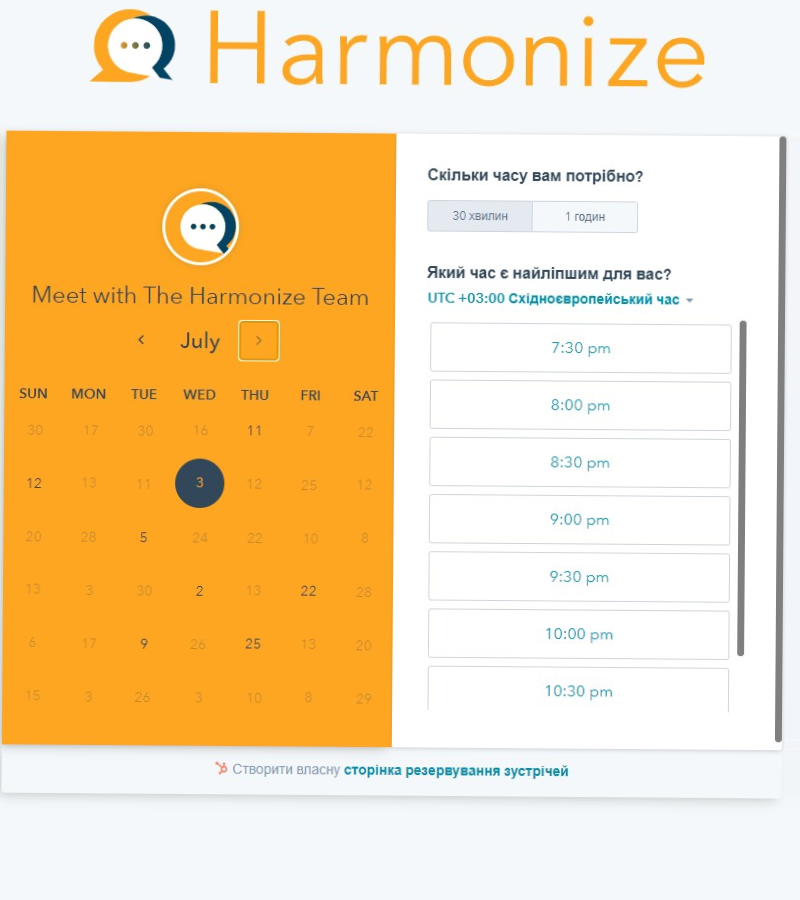 Harmonize
Meet with The Harmonize Team
July
SUN MON TUE WED THU FRI SAT
30 17 30 16 11 7 22
12 13 11 3 12 25 12
20 28 5 24 22 10 8
13 3 30 2 13 22 28
6 17 9 26 25 13 20
15 3 26 3 10 8 29
Скільки часу вам потрібно?
30 хвилин 1 годин
Який час є найліпшим для вас?
UTC +03:00 Східноєвропейський час
7:30 pm
8:00 pm
8:30 pm
9:00 pm
9:30 pm
10:00 pm
10:30 pm
Створити власну сторінка резервування зустрічей